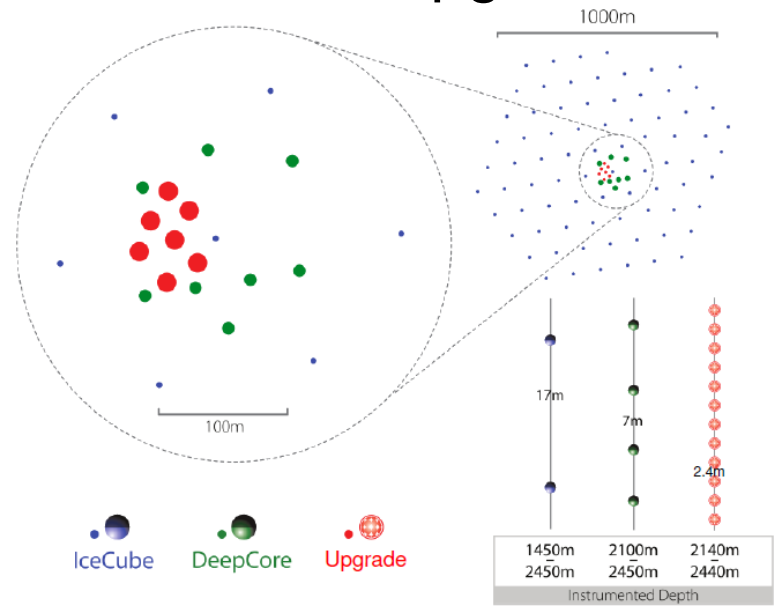 1000m
100m
17m
7m
2.4m
IceCube
DeepCore
Upgrade
1450m 2100m 2140m
– – –
2450m 2450m 2440m
Instrumented Depth